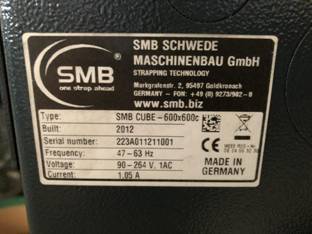 SMB
one strap ahead
SMB SCHWEDE
MASCHINENBAU GmbH
STRAPPING TECHNOLOGY
Markgrafenstr. 2, 95497 Goldkronach
GERMANY - FON: +49 (0) 9273/982-0
www.smb.biz
Type: SMB CUBE-600x600c
Built: 2012
Serial number: 223A011211001
Frequency: 47-63 Hz
Voltage: 90-264 V, 1AC
Current: 1.05 A
CE
MADE IN
GERMANY